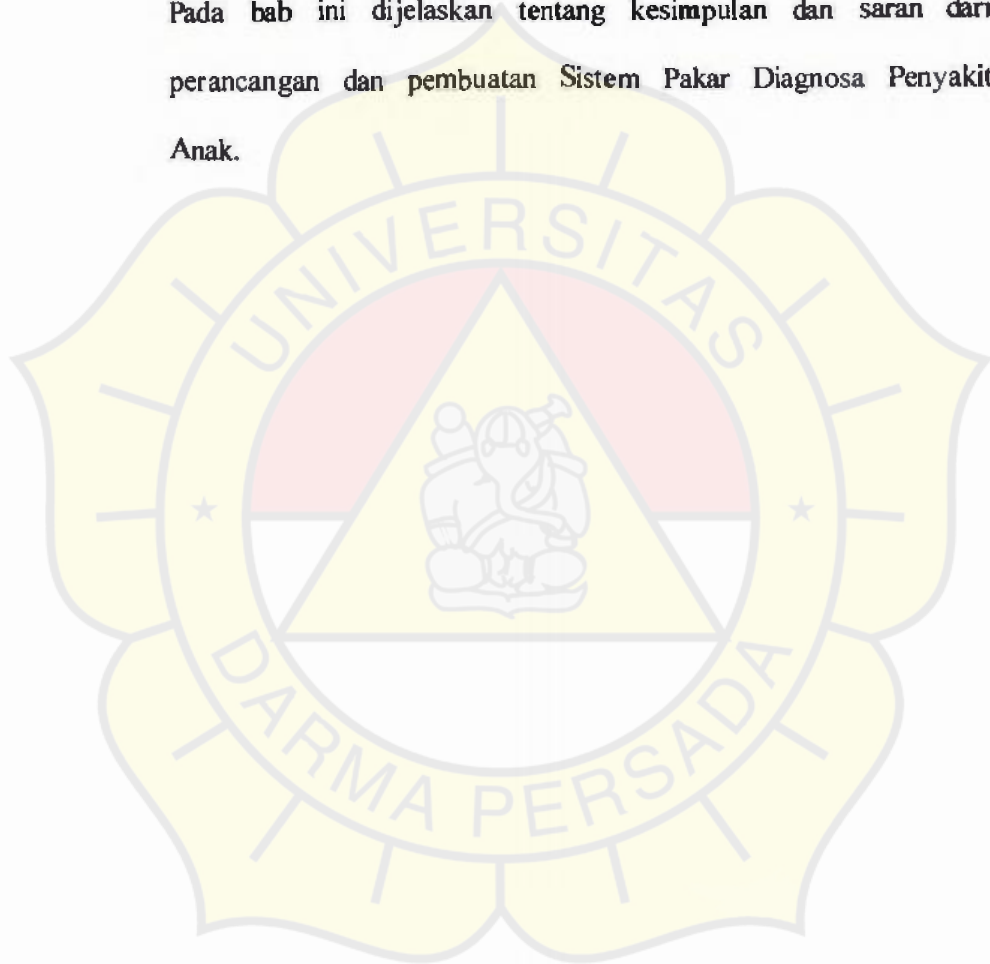 Pada bab ini dijelaskan tentang kesimpulan dan saran dari
perancangan dan pembuatan Sistem Pakar Diagnosa Penyakit
Anak.
UNIVERSITAS
DARMA PERSADA